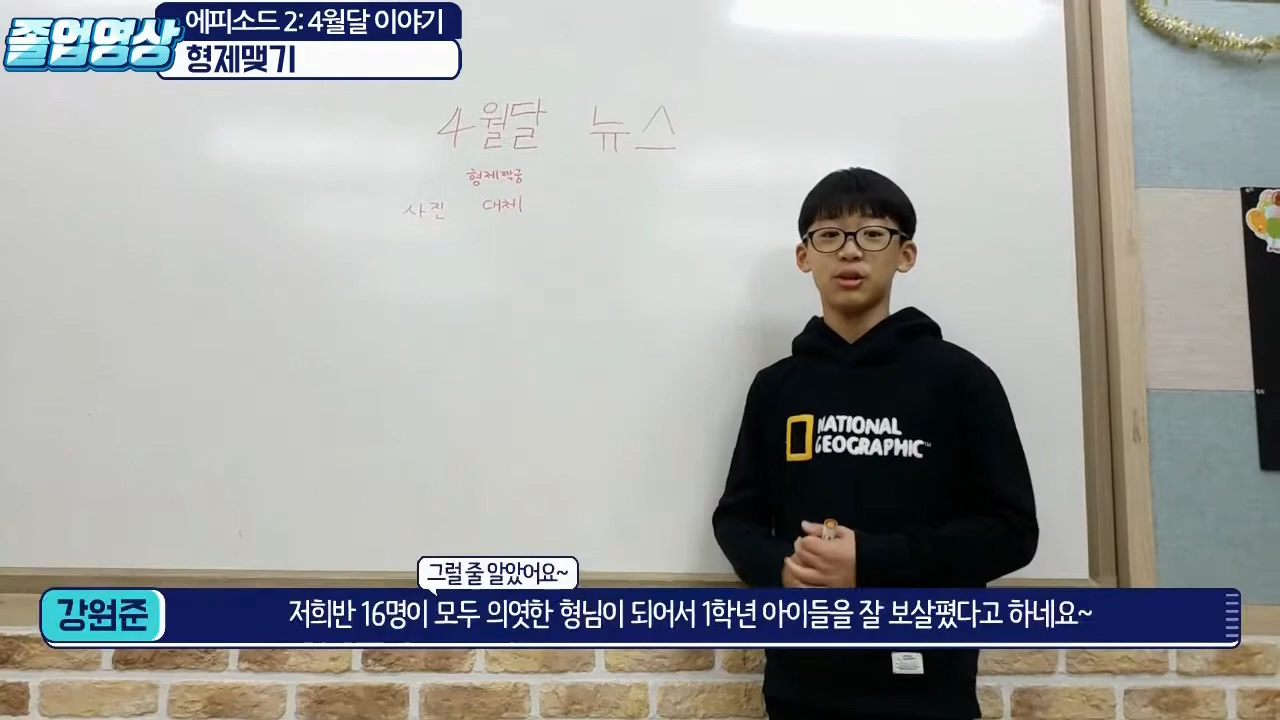 졸업영상
에피소드 2: 4월달 이야기
형제맺기
4월달 뉴스
형제짝궁
사진 대체
NATIONAL
GEOGRAPHIC™
그럴 줄 알았어요~
강원준
저희반 16명이 모두 의엿한 형님이 되어서 1학년 아이들을 잘 보살폈다고 하네요~